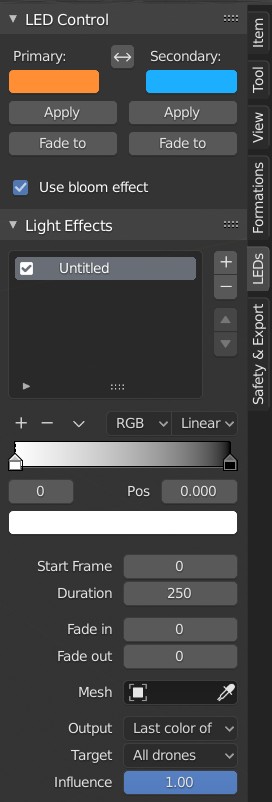 LED Control
Primary:
Secondary:
Apply
Apply
Fade to
Fade to
Use bloom effect
Light Effects
Untitled
RGB
Linear
0
Pos
0.000
Start Frame
0
Duration
250
Fade in
0
Fade out
0
Mesh
Output
Last color of
Target
All drones
Influence
1.00
Item
Tool
View
Formations
LEDs
Safety & Export